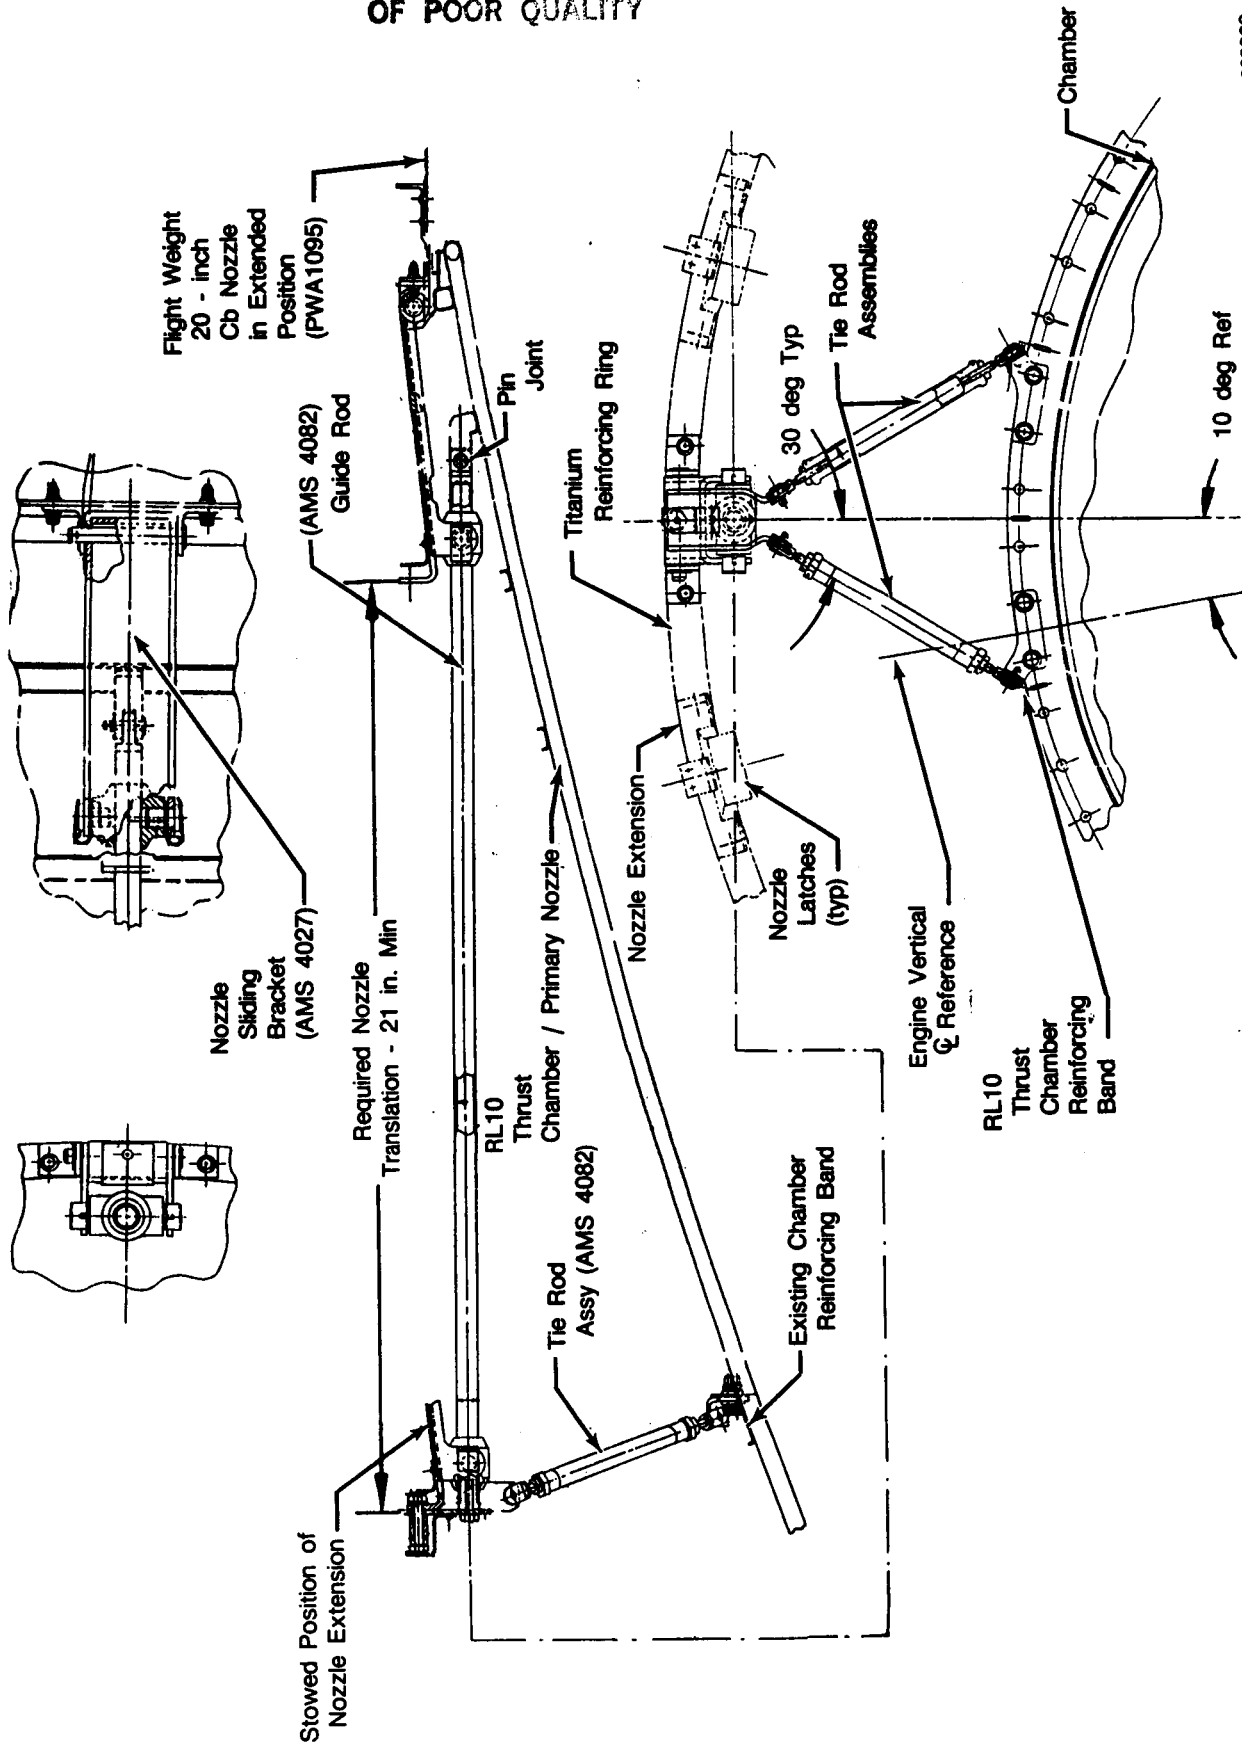 OF POOR QUALITY
Flight Weight
20 - inch
Cb Nozzle
in Extended
Position
(PWA1095)
(AMS 4082)
Guide Rod
Pin
Joint
Nozzle
Sliding
Bracket
(AMS 4027)
Required Nozzle
Translation - 21 in. Min
RL10
Thrust
Chamber / Primary Nozzle
Tie Rod
Assy (AMS 4082)
Existing Chamber
Reinforcing Band
Stowed Position of
Nozzle Extension
Titanium
Reinforcing Ring
Nozzle Extension
Nozzle
Latches
(typ)
30 deg Typ
Tie Rod
Assemblies
Engine Vertical
℄ Reference
RL10
Thrust
Chamber
Reinforcing
Band
10 deg Ref
Chamber